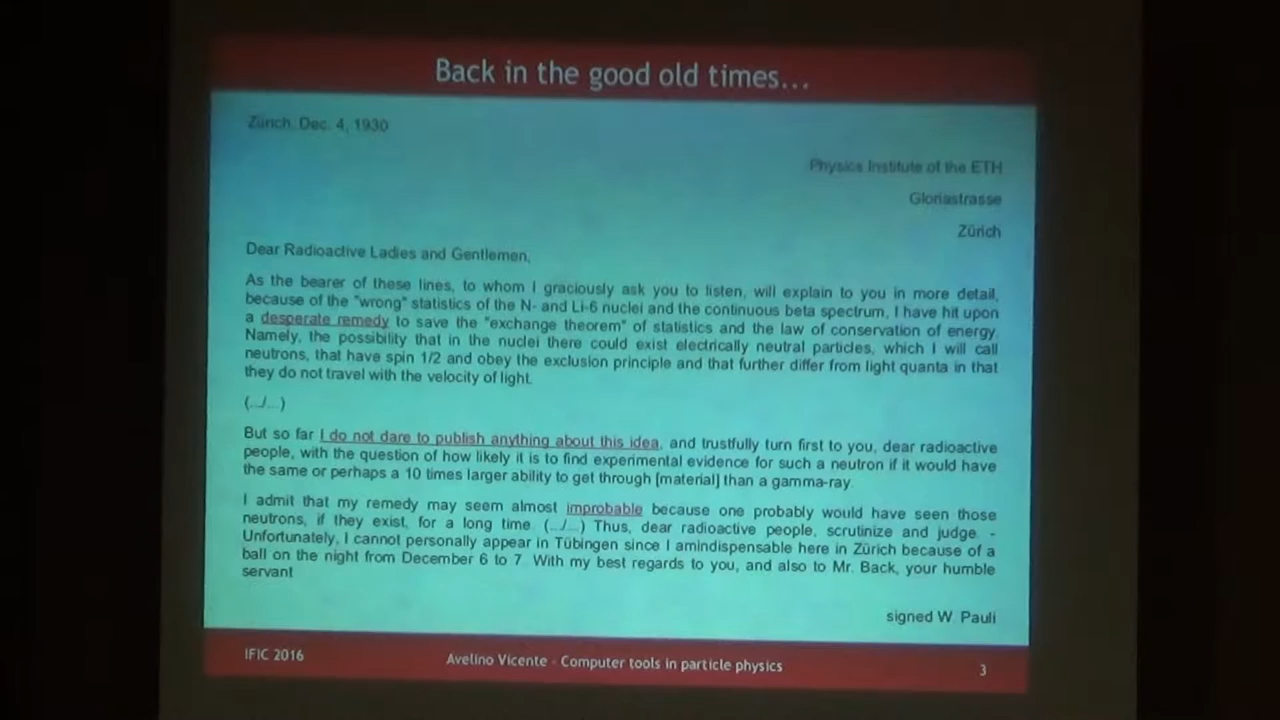 Back in the good old times...
Zürich, Dec. 4, 1930
Physics Institute of the ETH
Gloriastrasse
Zürich
Dear Radioactive Ladies and Gentlemen,
As the bearer of these lines, to whom I graciously ask you to listen, will explain to you in more detail,
because of the "wrong" statistics of the N- and Li-6 nuclei and the continuous beta spectrum, I have hit upon
a desperate remedy to save the "exchange theorem" of statistics and the law of conservation of energy.
Namely, the possibility that in the nuclei there could exist electrically neutral particles, which I will call
neutrons, that have spin 1/2 and obey the exclusion principle and that further differ from light quanta in that
they do not travel with the velocity of light.
(.../...)
But so far I do not dare to publish anything about this idea, and trustfully turn first to you, dear radioactive
people, with the question of how likely it is to find experimental evidence for such a neutron if it would have
the same or perhaps a 10 times larger ability to get through [material] than a gamma-ray.
I admit that my remedy may seem almost improbable because one probably would have seen those
neutrons, if they exist, for a long time. (.../...) Thus, dear radioactive people, scrutinize and judge. -
Unfortunately, I cannot personally appear in Tübingen since I amindispensable here in Zürich because of a
ball on the night from December 6 to 7. With my best regards to you, and also to Mr. Back, your humble
servant
signed W. Pauli
IFIC 2016
Avelino Vicente - Computer tools in particle physics
3